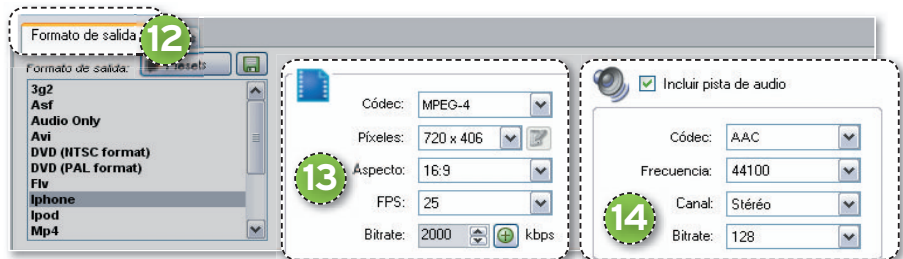 Formato de salida
12
Formato de salida: Presets
3g2
Asf
Audio Only
Avi
DVD (NTSC format)
DVD (PAL format)
Flv
Iphone
Ipod
Mp4
13
Códec: MPEG-4
Píxeles: 720 x 406
Aspecto: 16:9
FPS: 25
Bitrate: 2000 kbps
Incluir pista de audio
14
Códec: AAC
Frecuencia: 44100
Canal: Stéréo
Bitrate: 128